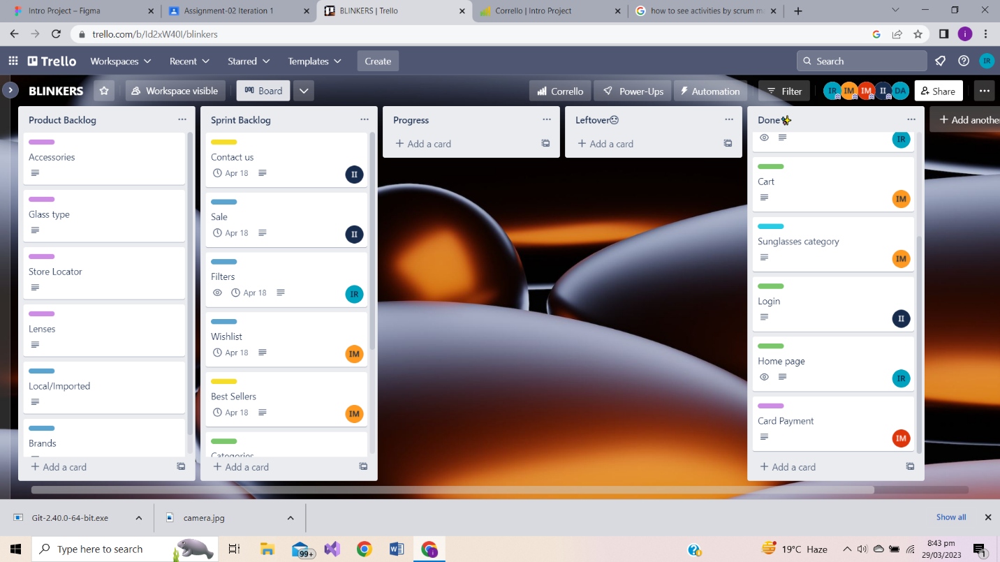 Intro Project – Figma
Assignment-02 Iteration 1
BLINKERS | Trello
Corrello | Intro Project
how to see activities by scrum ma
trello.com/b/Id2xW40I/blinkers
i
Trello
Workspaces
Recent
Starred
Templates
Create
Search
IR
BLINKERS
Workspace visible
Board
Corrello
Power-Ups
Automation
Filter
IR IM IM II DA
Share
Product Backlog
Accessories
Glass type
Store Locator
Lenses
Local/Imported
Brands
+ Add a card
Sprint Backlog
Contact us
Apr 18
II
Sale
Apr 18
II
Filters
Apr 18
IR
Wishlist
Apr 18
IM
Best Sellers
Apr 18
IM
Categories
+ Add a card
Progress
+ Add a card
Leftover😓
+ Add a card
Done✨
IR
Cart
IM
Sunglasses category
IM
Login
II
Home page
IR
Card Payment
IM
+ Add a card
+ Add another
Git-2.40.0-64-bit.exe
camera.jpg
Show all
Type here to search
99+
i
19°C Haze
8:43 pm
29/03/2023
1